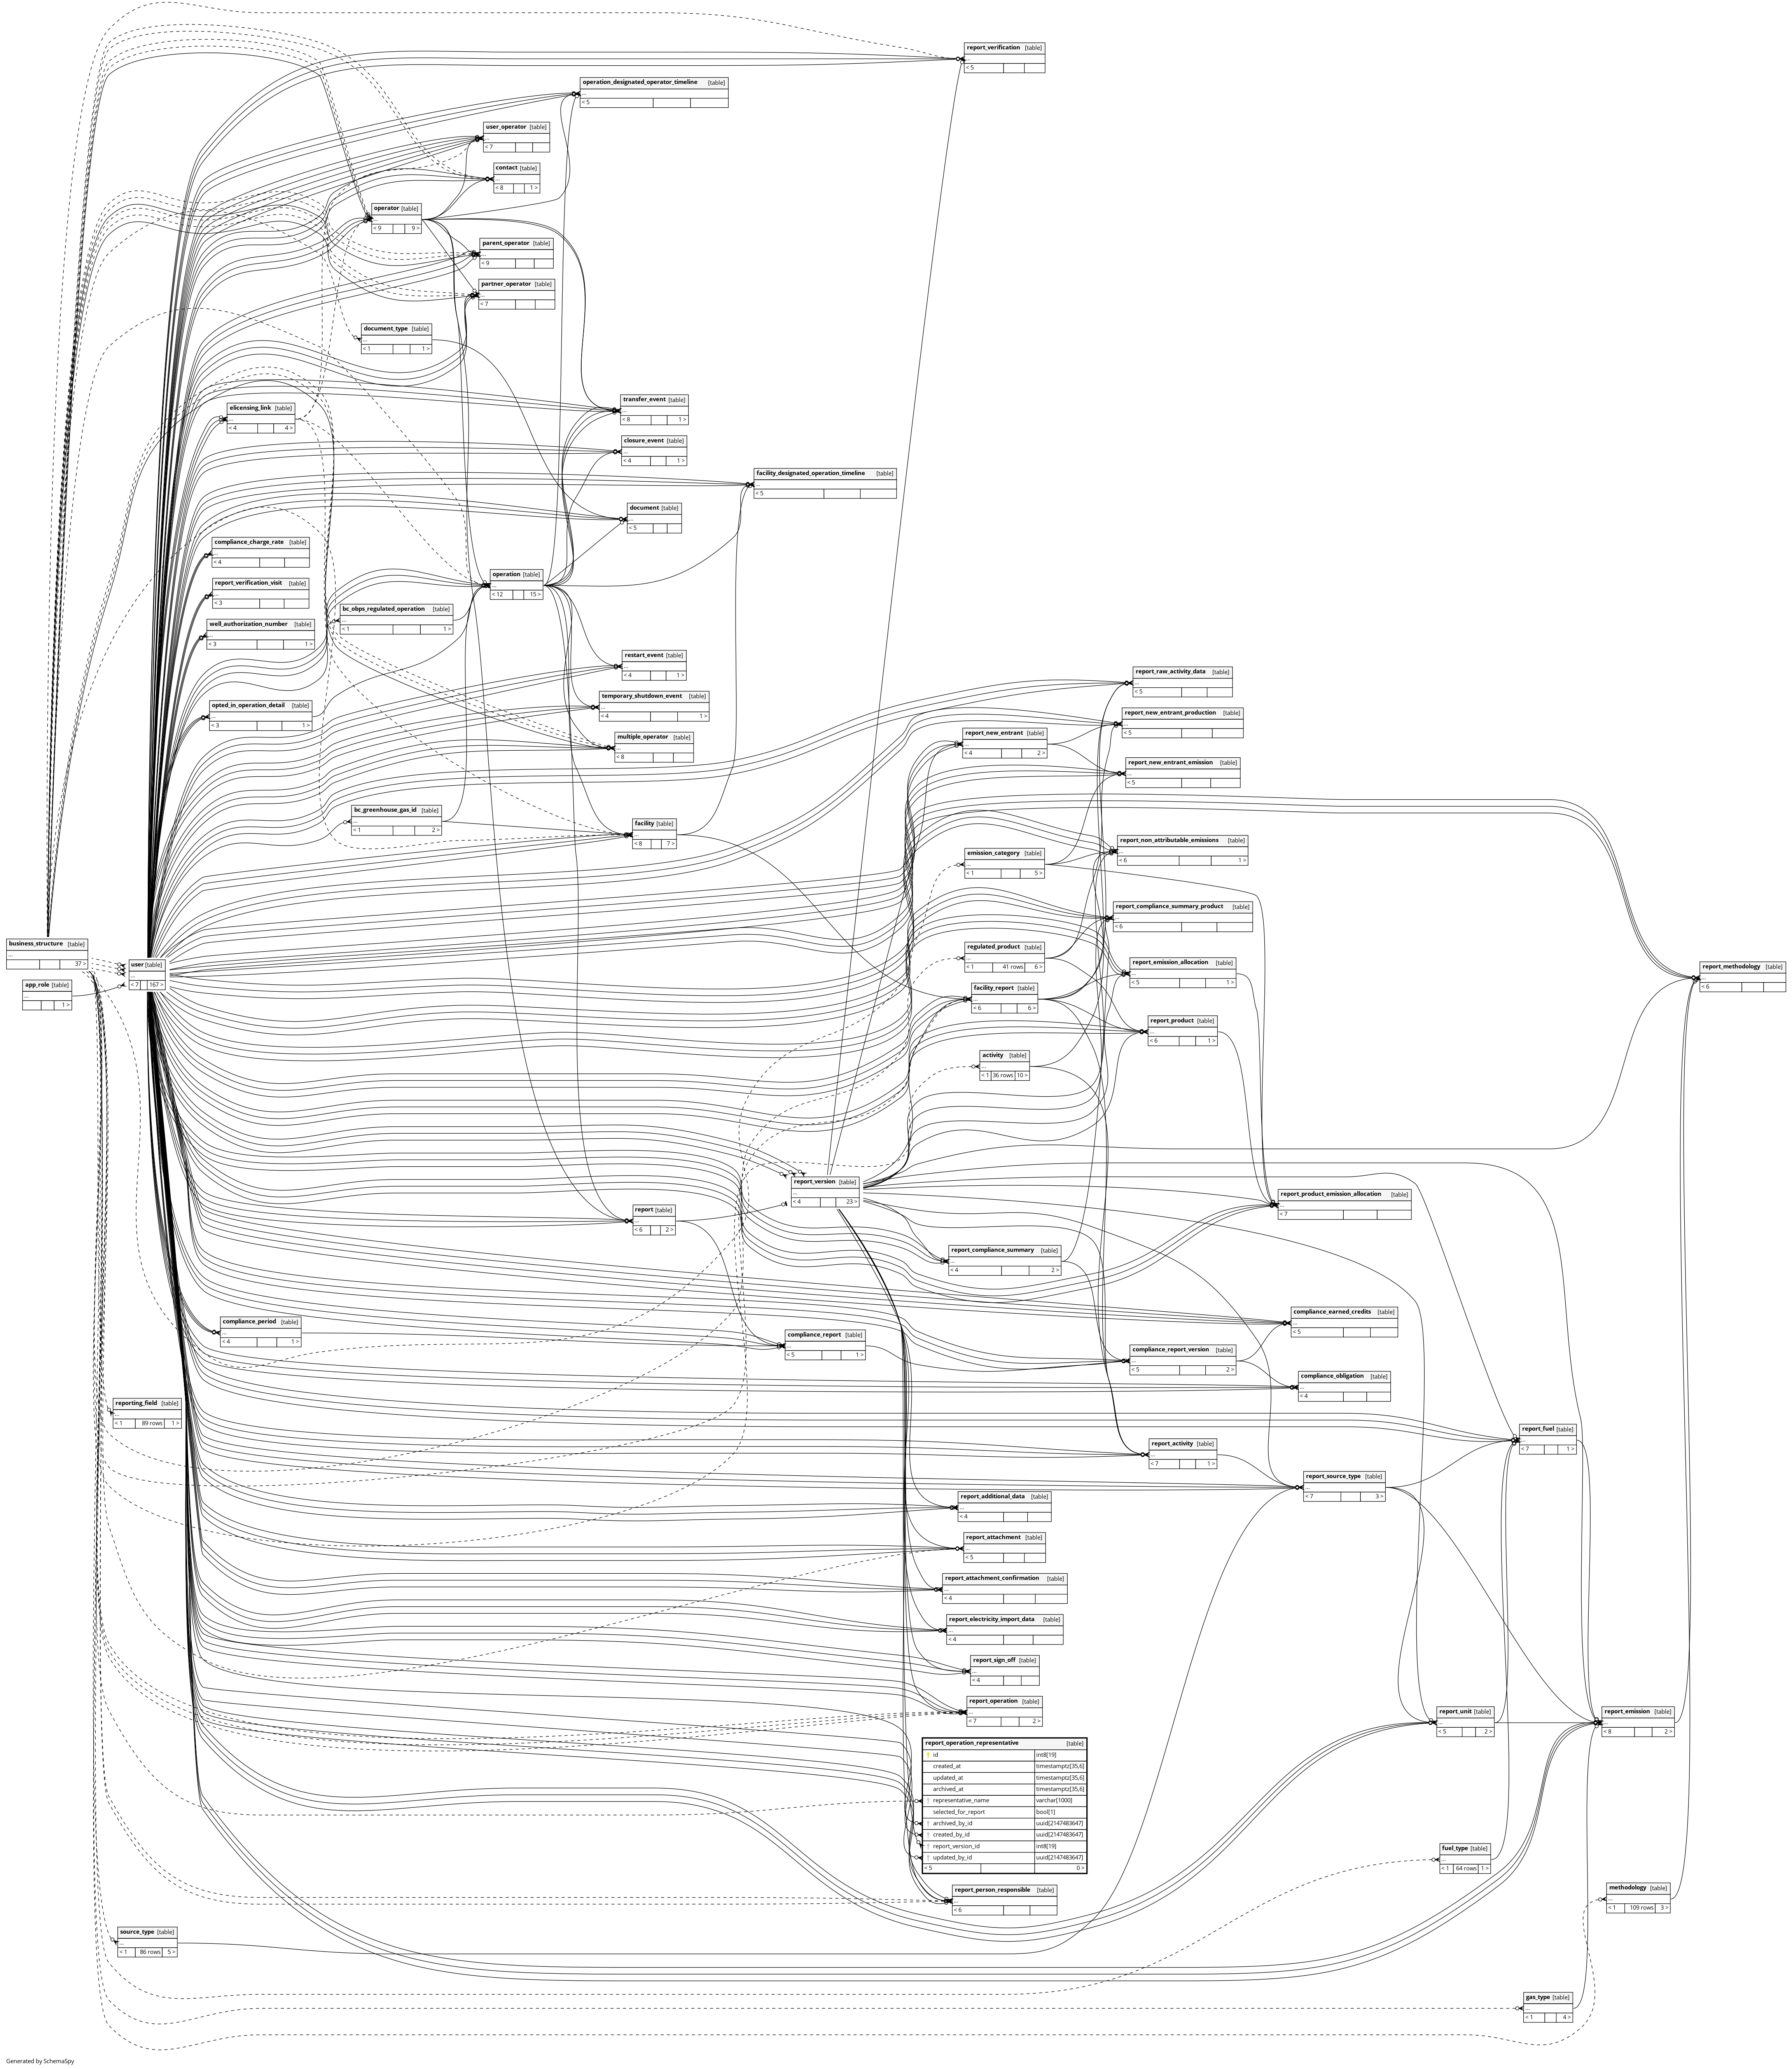 report_verification [table]
...
< 5
operation_designated_operator_timeline [table]
...
< 5
user_operator [table]
...
< 7
contact [table]
...
< 8 1 >
operator [table]
...
< 9 9 >
parent_operator [table]
...
< 9
partner_operator [table]
...
< 7
document_type [table]
...
< 1 1 >
elicensing_link [table]
...
< 4 4 >
transfer_event [table]
...
< 8 1 >
closure_event [table]
...
< 4 1 >
facility_designated_operation_timeline [table]
...
< 5
document [table]
...
< 5
compliance_charge_rate [table]
...
< 4
operation [table]
...
< 12 15 >
report_verification_visit [table]
...
< 3
bc_obps_regulated_operation [table]
...
< 1 1 >
well_authorization_number [table]
...
< 3 1 >
restart_event [table]
...
< 4 1 >
report_raw_activity_data [table]
...
< 5
temporary_shutdown_event [table]
...
< 4 1 >
opted_in_operation_detail [table]
...
< 3 1 >
report_new_entrant_production [table]
...
< 5
multiple_operator [table]
...
< 8
report_new_entrant [table]
...
< 4 2 >
report_new_entrant_emission [table]
...
< 5
bc_greenhouse_gas_id [table]
...
< 1 2 >
facility [table]
...
< 8 7 >
report_non_attributable_emissions [table]
...
< 6 1 >
emission_category [table]
...
< 1 5 >
report_compliance_summary_product [table]
...
< 6
business_structure [table]
...
37 >
regulated_product [table]
...
< 1 41 rows 6 >
user [table]
...
< 7 167 >
report_emission_allocation [table]
...
< 5 1 >
report_methodology [table]
...
< 6
app_role [table]
...
1 >
facility_report [table]
...
< 6 6 >
report_product [table]
...
< 6 1 >
activity [table]
...
< 1 36 rows 10 >
report_version [table]
...
< 4 23 >
report_product_emission_allocation [table]
...
< 7
report [table]
...
< 6 2 >
report_compliance_summary [table]
...
< 4 2 >
compliance_earned_credits [table]
...
< 5
compliance_period [table]
...
< 4 1 >
compliance_report [table]
...
< 5 1 >
compliance_report_version [table]
...
< 5 2 >
compliance_obligation [table]
...
< 4
reporting_field [table]
...
< 1 89 rows 1 >
report_fuel [table]
...
< 7 1 >
report_activity [table]
...
< 7 1 >
report_source_type [table]
...
< 7 3 >
report_additional_data [table]
...
< 4
report_attachment [table]
...
< 5
report_attachment_confirmation [table]
...
< 4
report_electricity_import_data [table]
...
< 4
report_sign_off [table]
...
< 4
report_operation [table]
...
< 7 2 >
report_unit [table]
...
< 5 2 >
report_emission [table]
...
< 8 2 >
report_operation_representative [table]
id int8[19]
created_at timestamptz[35,6]
updated_at timestamptz[35,6]
archived_at timestamptz[35,6]
representative_name varchar[1000]
selected_for_report bool[1]
archived_by_id uuid[2147483647]
created_by_id uuid[2147483647]
report_version_id int8[19]
updated_by_id uuid[2147483647]
< 5 0 >
fuel_type [table]
...
< 1 64 rows 1 >
report_person_responsible [table]
...
< 6
methodology [table]
...
< 1 109 rows 3 >
source_type [table]
...
< 1 86 rows 5 >
gas_type [table]
...
< 1 4 >
Generated by SchemaSpy